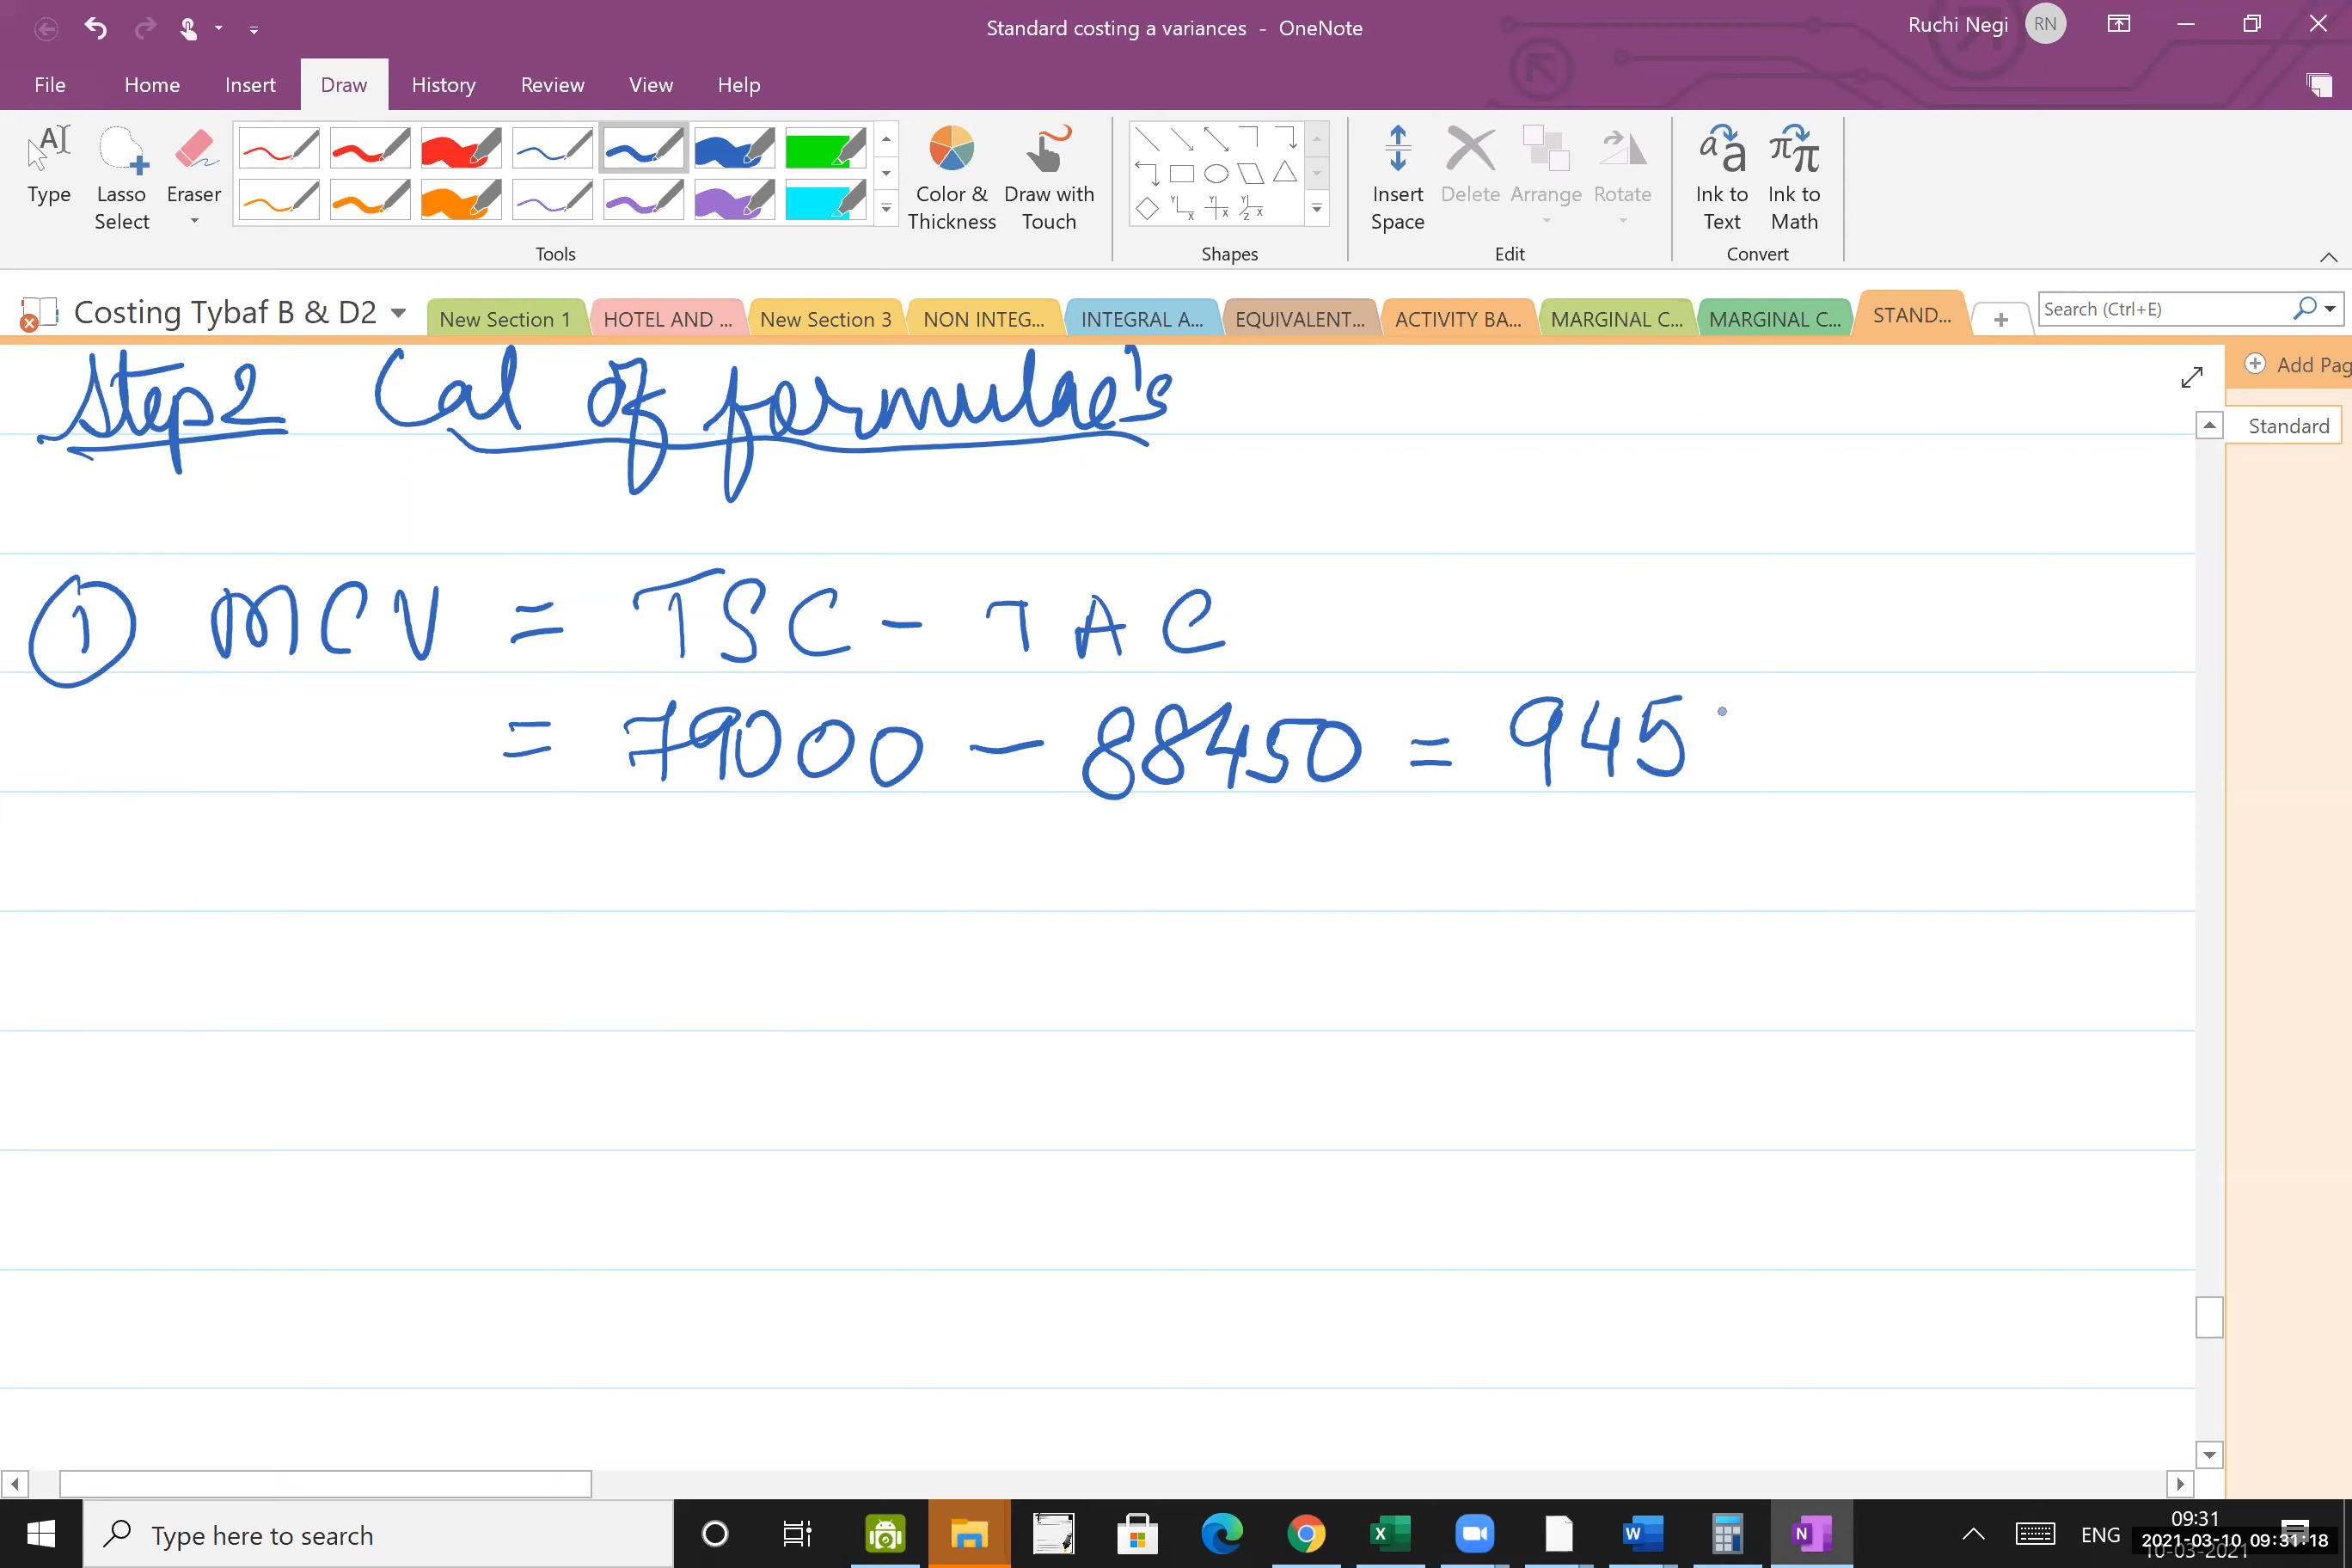 Standard costing a variances - OneNote
Ruchi Negi RN
File Home Insert Draw History Review View Help
Type
Lasso Select
Eraser
Color & Thickness
Draw with Touch
Insert Space
Delete
Arrange
Rotate
Ink to Text
Ink to Math
Tools Shapes Edit Convert
Costing Tybaf B & D2
New Section 1 HOTEL AND ... New Section 3 NON INTEG... INTEGRAL A... EQUIVALENT... ACTIVITY BA... MARGINAL C... MARGINAL C... STAND... Search (Ctrl+E)
Add Pag
Standard
Step2 Cal of formulae's
1 MCV = TSC - TAC
= 79000 - 88450 = 945
Type here to search
ENG
09:31
2021-03-10 09:31:18
10-03-2021